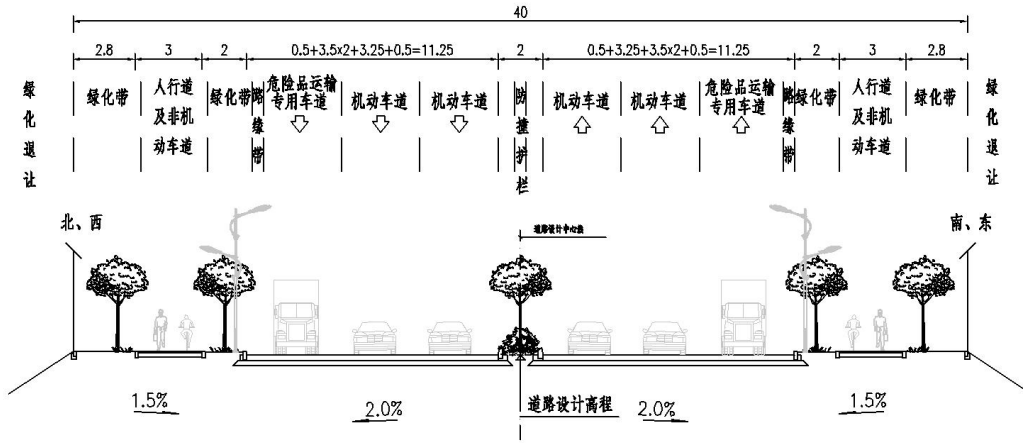 40
2.8
3
2
0.5+3.5x2+3.25+0.5=11.25
2
0.5+3.25+3.5x2+0.5=11.25
2
3
2.8
绿化退让
绿化带
人行道
及非机
动车道
绿化带
路缘带
危险品运输
专用车道
机动车道
机动车道
防撞护栏
机动车道
机动车道
危险品运输
专用车道
路缘带
绿化带
人行道
及非机
动车道
绿化带
绿化退让
北、西
道路设计中心线
南、东
1.5%
2.0%
道路设计高程
2.0%
1.5%